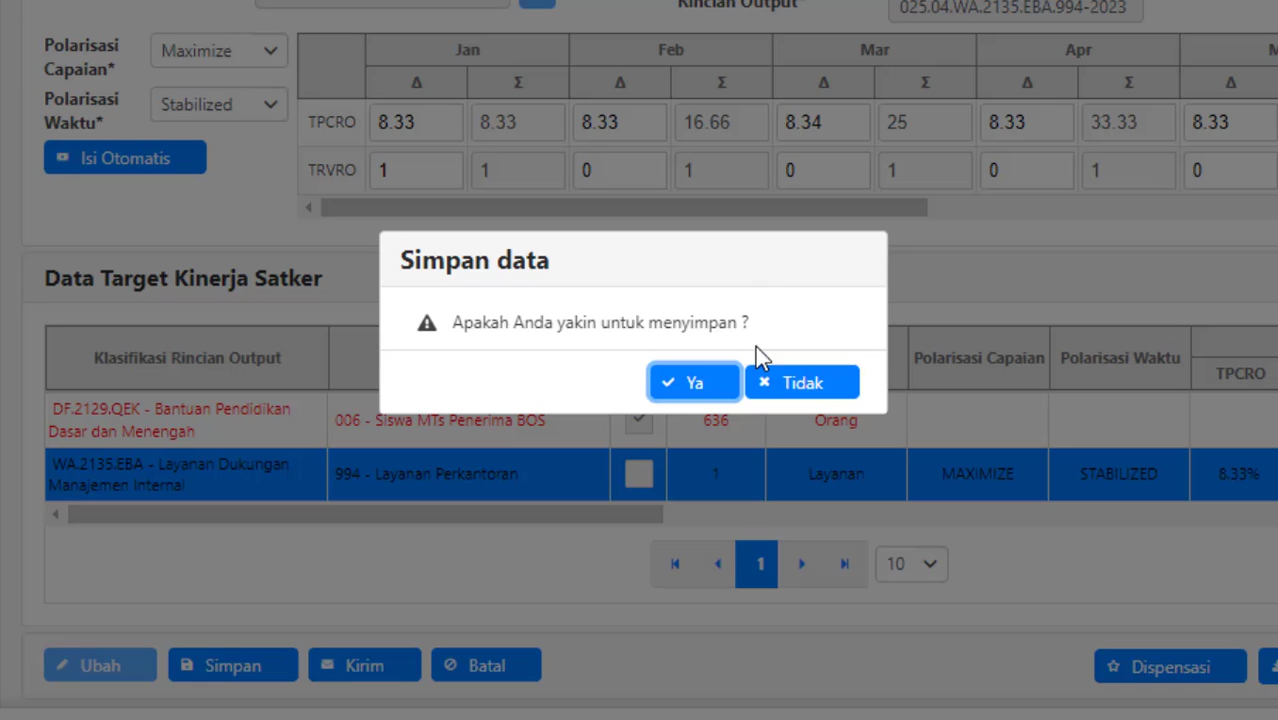 Rincian Output*
025.04.WA.2135.EBA.994-2023
Polarisasi
Capaian*
Maximize
Polarisasi
Waktu*
Stabilized
Isi Otomatis
Jan Feb Mar Apr
Δ Σ Δ Σ Δ Σ Δ Σ Δ
TPCRO 8.33 8.33 8.33 16.66 8.34 25 8.33 33.33 8.33
TRVRO 1 1 0 1 0 1 0 1 0
Simpan data
Apakah Anda yakin untuk menyimpan ?
Ya Tidak
Data Target Kinerja Satker
Klasifikasi Rincian Output Polarisasi Capaian Polarisasi Waktu
TPCRO
DF.2129.QEK - Bantuan Pendidikan
Dasar dan Menengah
006 - Siswa MTs Penerima BOS 636 Orang
WA.2135.EBA - Layanan Dukungan
Manajemen Internal
994 - Layanan Perkantoran 1 Layanan MAXIMIZE STABILIZED 8.33%
1 10
Ubah Simpan Kirim Batal Dispensasi